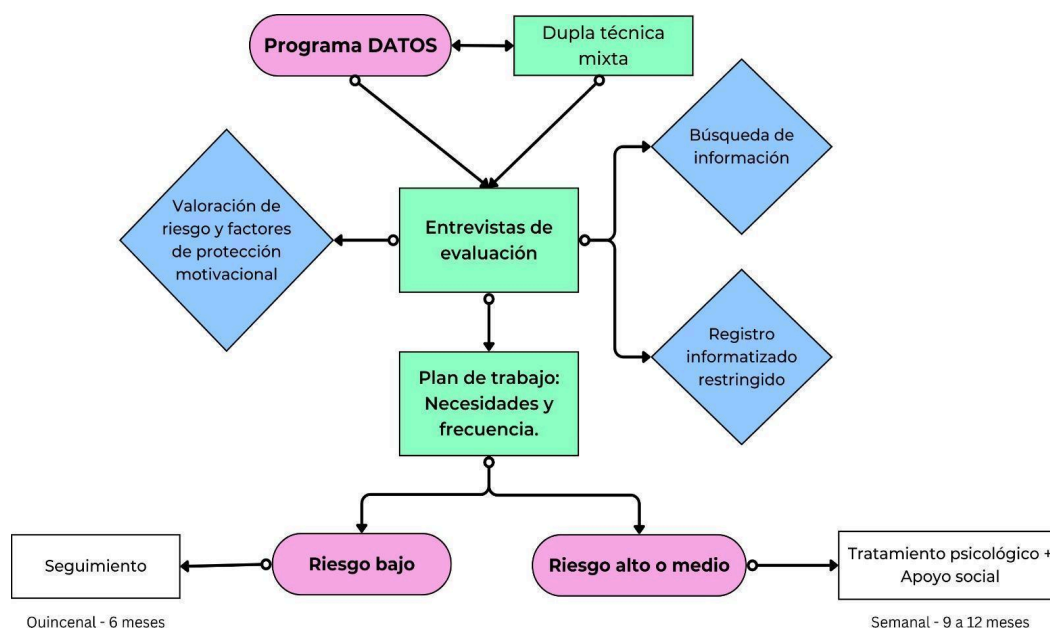 Programa DATOS
Dupla técnica
mixta
Búsqueda de
información
Valoración de
riesgo y factores
de protección
motivacional
Entrevistas de
evaluación
Registro
informatizado
restringido
Plan de trabajo:
Necesidades y
frecuencia.
Seguimiento
Riesgo bajo
Riesgo alto o medio
Tratamiento psicológico +
Apoyo social
Quincenal - 6 meses
Semanal - 9 a 12 meses